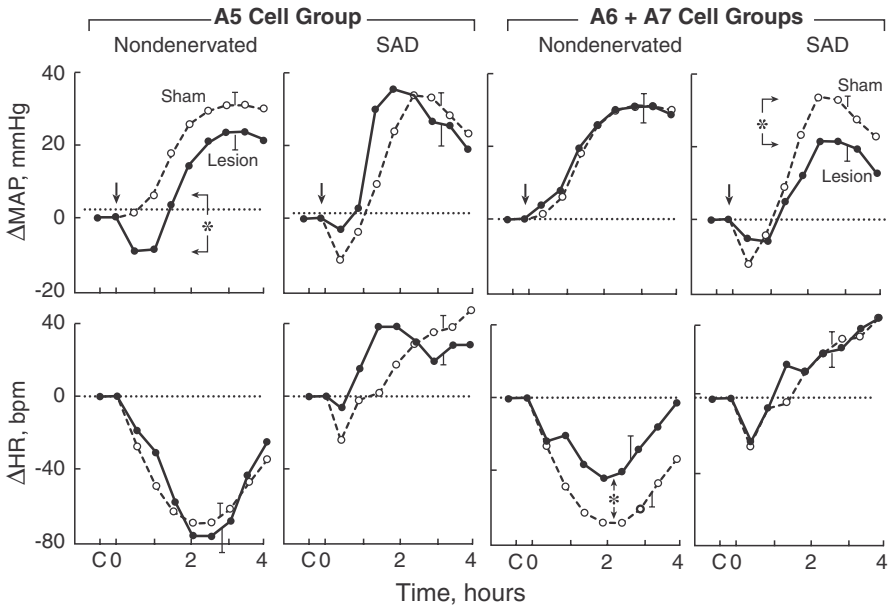 A5 Cell Group
A6 + A7 Cell Groups
Nondenervated
SAD
Nondenervated
SAD
ΔMAP, mmHg
40
20
0
-20
Sham
Lesion
*
Sham
*
Lesion
ΔHR, bpm
40
0
-40
-80
*
C 0 2 4
C 0 2 4
C 0 2 4
C 0 2 4
Time, hours